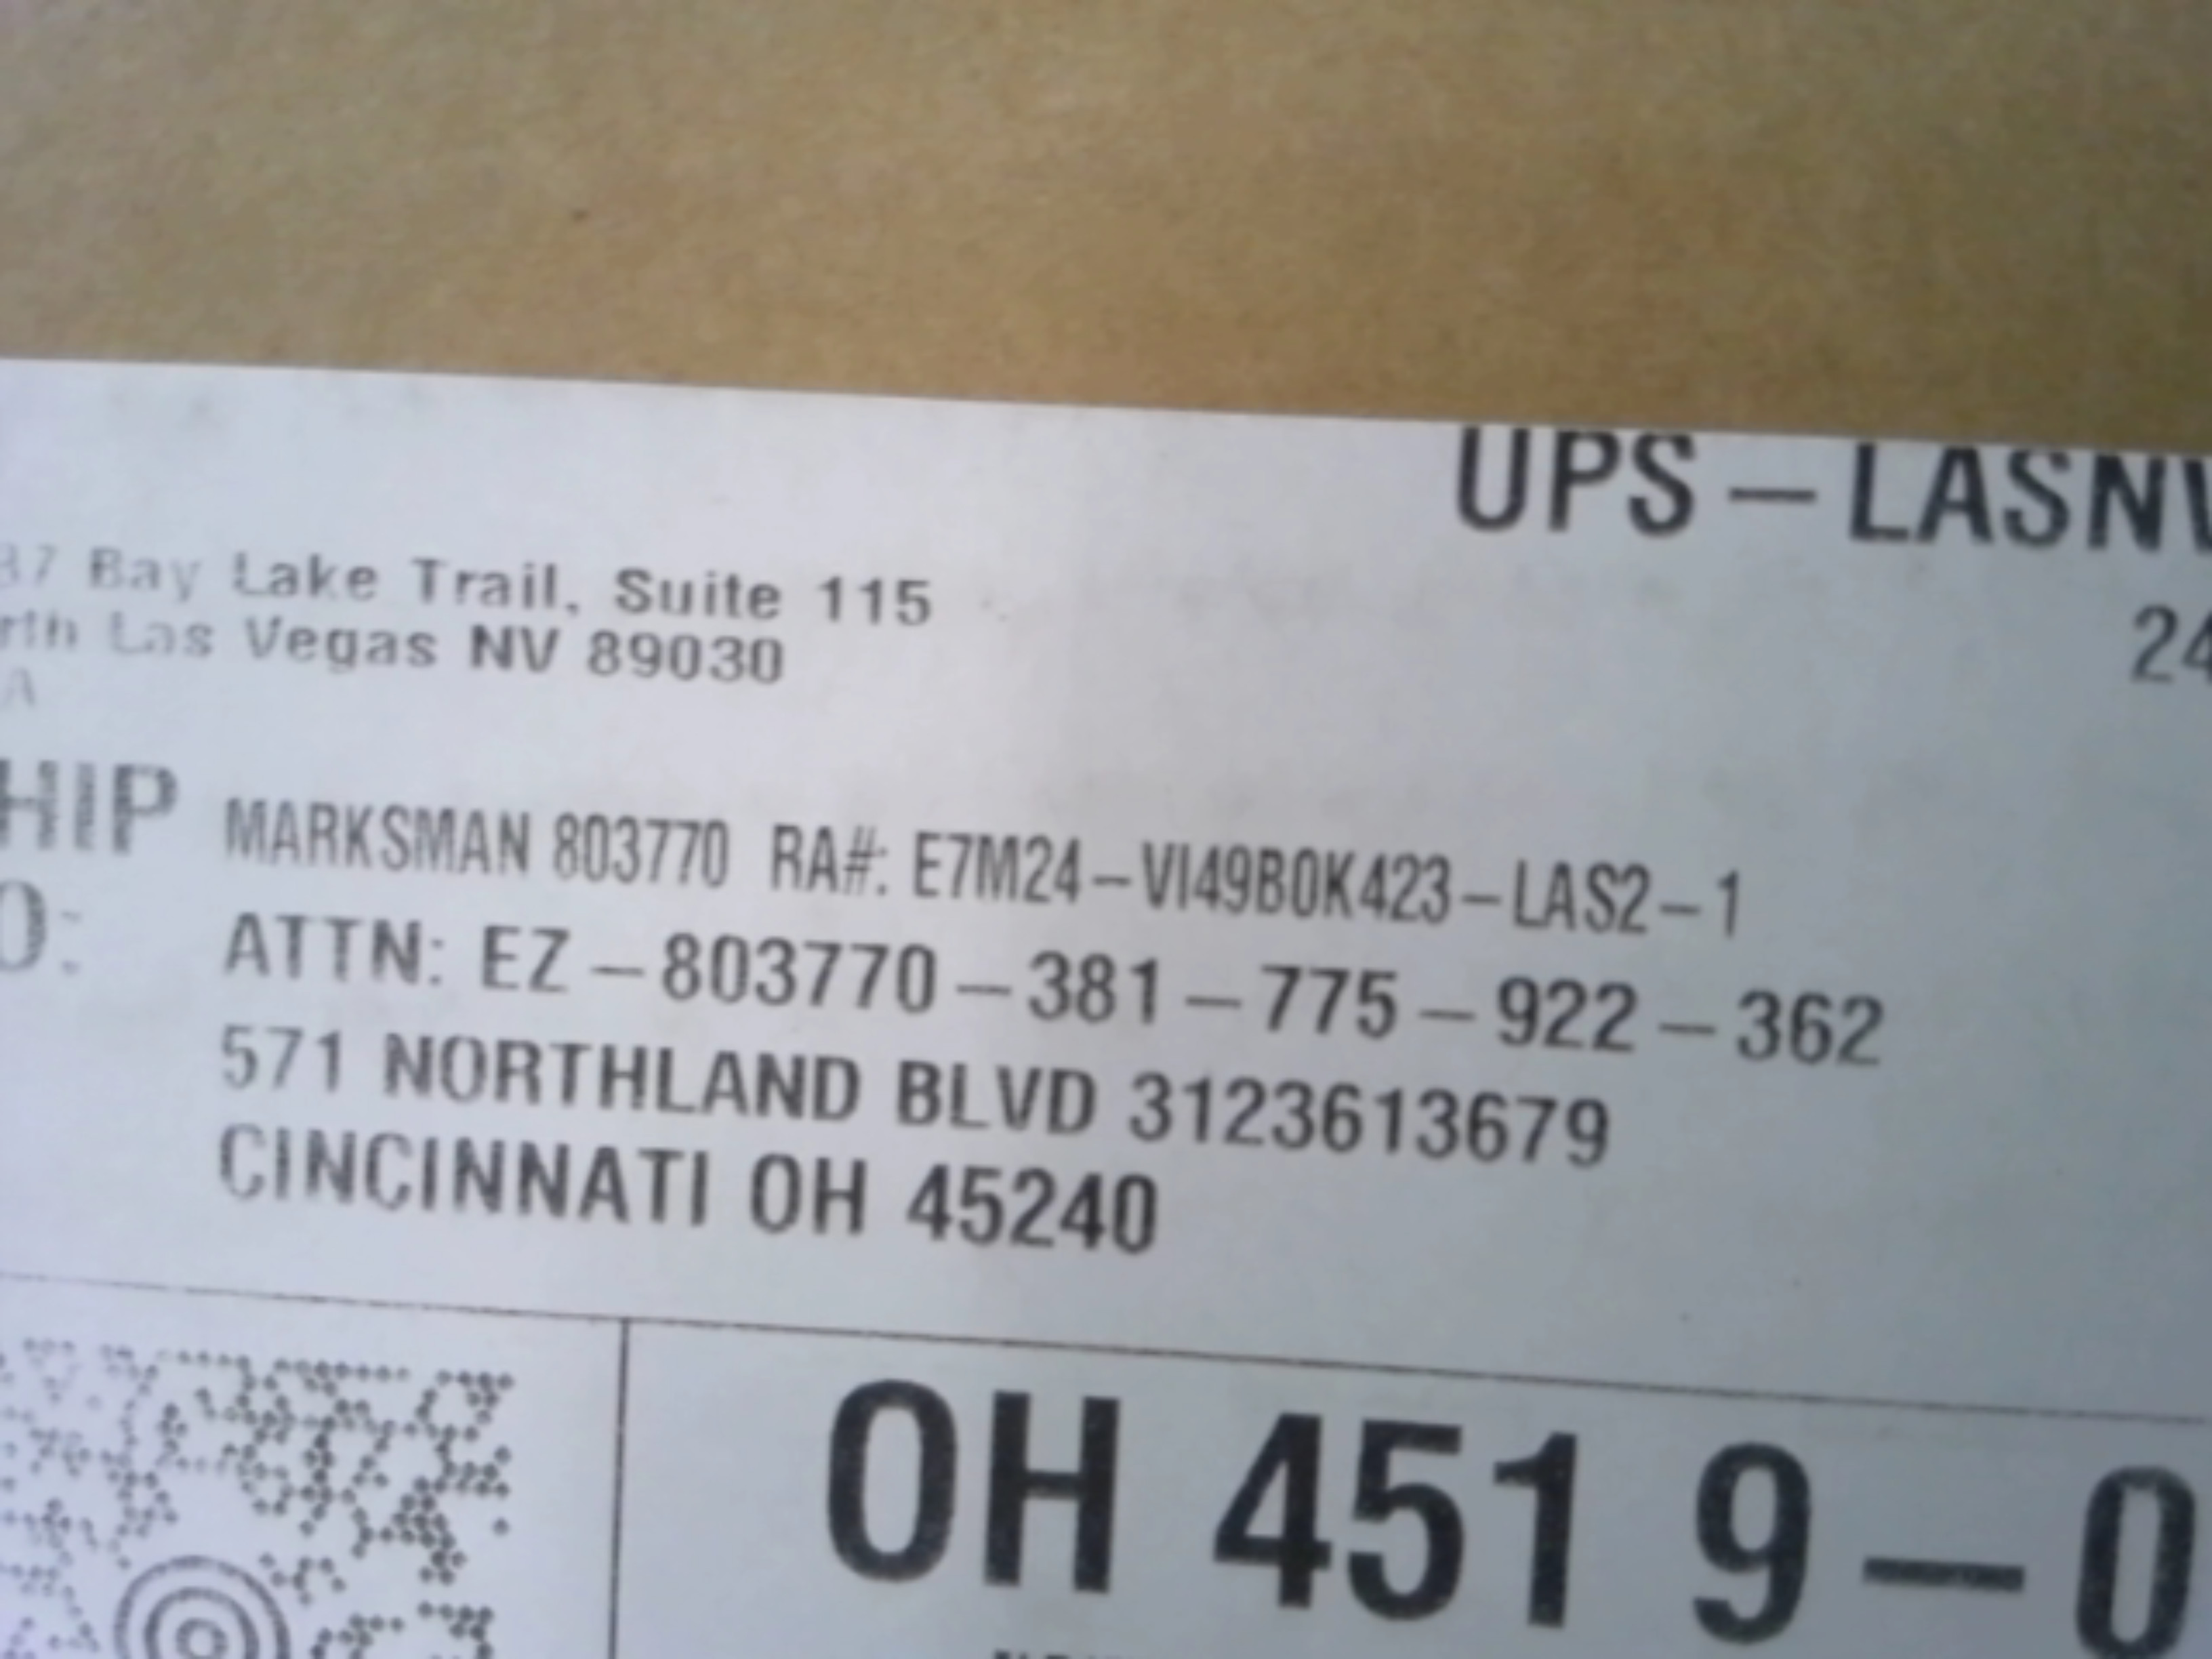 UPS – LASNV
37 Bay Lake Trail, Suite 115
24
rth Las Vegas NV 89030
A
HIP MARKSMAN 803770 RA#: E7M24–VI49B0K423–LAS2–1
O: ATTN: EZ – 803770 – 381 – 775 – 922 – 362
571 NORTHLAND BLVD 3123613679
CINCINNATI OH 45240
OH 451 9 – 0